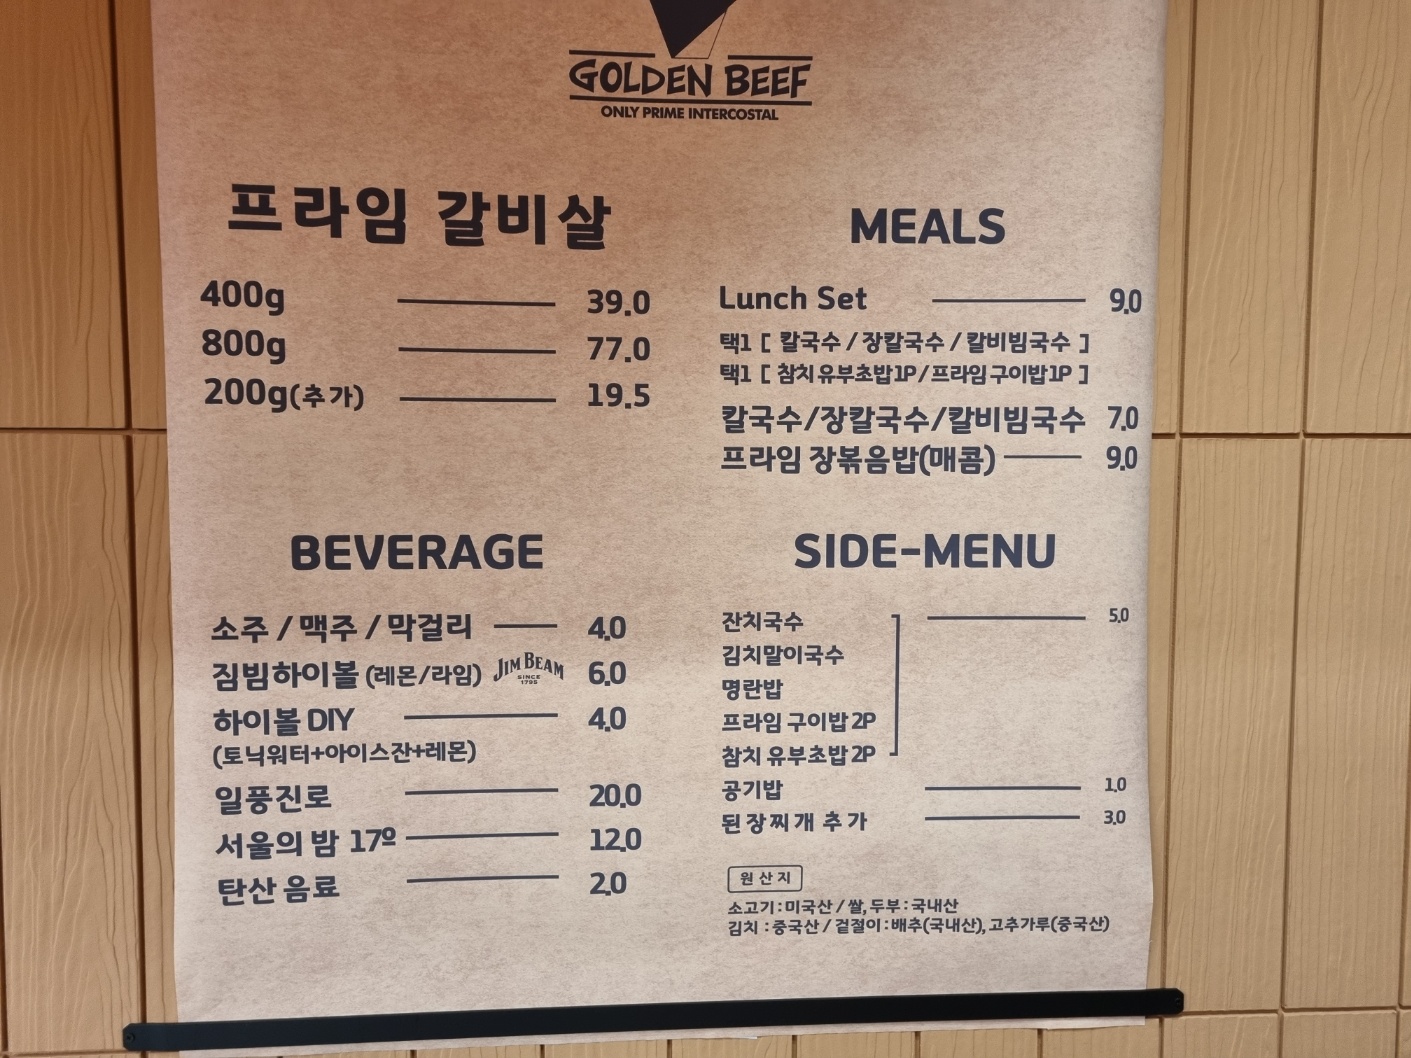 GOLDEN BEEF
ONLY PRIME INTERCOSTAL
프라임 갈비살
400g 39.0
800g 77.0
200g(추가) 19.5
MEALS
Lunch Set 9.0
택1 [ 칼국수 / 장칼국수 / 칼비빔국수 ]
택1 [ 참치유부초밥1P/프라임구이밥1P ]
칼국수/장칼국수/칼비빔국수 7.0
프라임 장볶음밥(매콤) 9.0
BEVERAGE
소주 / 맥주 / 막걸리 4.0
짐빔하이볼 (레몬/라임) JIM BEAM SINCE 1795 6.0
하이볼 DIY 4.0
(토닉워터+아이스잔+레몬)
일품진로 20.0
서울의 밤 17º 12.0
탄산 음료 2.0
SIDE-MENU
잔치국수 5.0
김치말이국수
명란밥
프라임 구이밥 2P
참치 유부초밥 2P
공기밥 1.0
된장찌개 추가 3.0
원산지
소고기 : 미국산 / 쌀, 두부 : 국내산
김치 : 중국산 / 겉절이 : 배추(국내산), 고추가루(중국산)